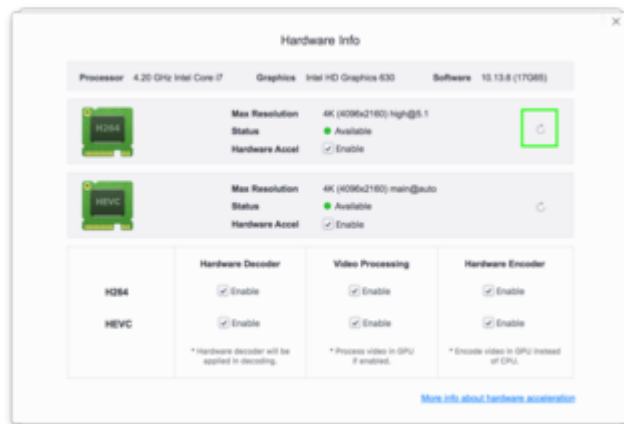 Hardware Info
Processor 4.20 GHz Intel Core i7 Graphics Intel HD Graphics 630 Software 10.13.6 (17G65)
H264
Max Resolution 4K (4096x2160) high@5.1
Status Available
Hardware Accel Enable
HEVC
Max Resolution 4K (4096x2160) main@auto
Status Available
Hardware Accel Enable
Hardware Decoder Video Processing Hardware Encoder
H264 Enable Enable Enable
HEVC Enable Enable Enable
* Hardware decoder will be * Process video in GPU * Encode video in GPU instead
applied in decoding. if enabled. of CPU.
More info about hardware acceleration